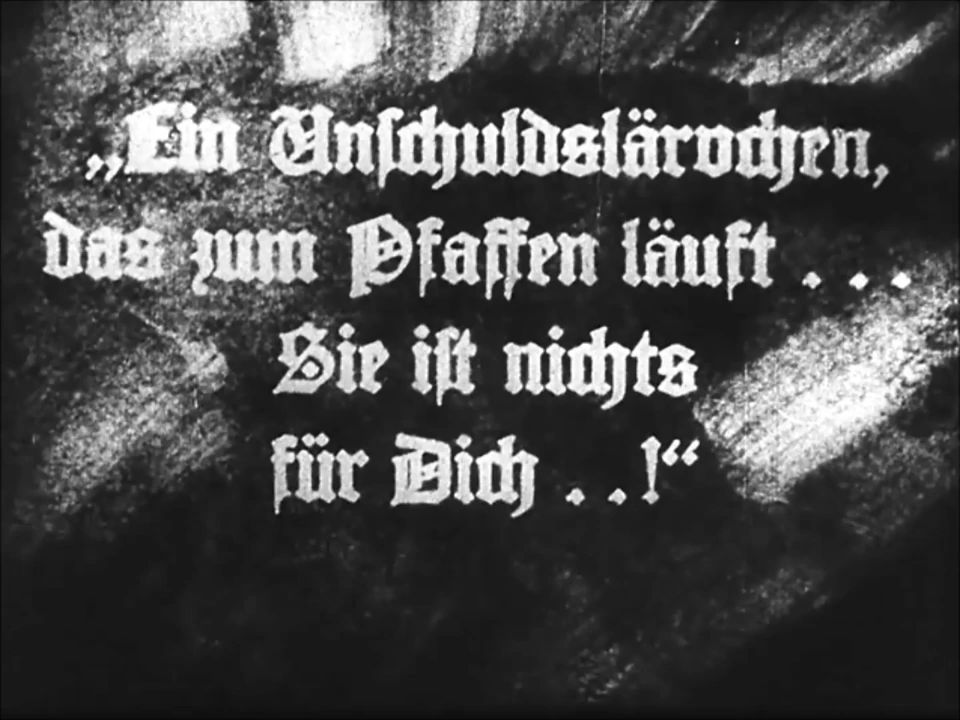 „Ein Unschuldslärvchen,
das zum Pfaffen läuft . . .
Sie ist nichts
für Dich . . !“